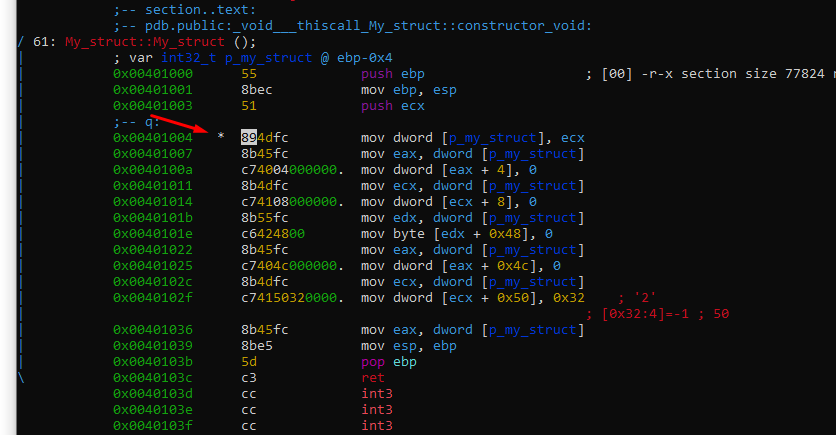 ;-- section..text:
;-- pdb.public:_void___thiscall_My_struct::constructor_void:
/ 61: My_struct::My_struct ();
| ; var int32_t p_my_struct @ ebp-0x4
| 0x00401000 55 push ebp ; [00] -r-x section size 77824
| 0x00401001 8bec mov ebp, esp
| 0x00401003 51 push ecx
| ;-- q:
| 0x00401004 * 894dfc mov dword [p_my_struct], ecx
| 0x00401007 8b45fc mov eax, dword [p_my_struct]
| 0x0040100a c74004000000. mov dword [eax + 4], 0
| 0x00401011 8b4dfc mov ecx, dword [p_my_struct]
| 0x00401014 c74108000000. mov dword [ecx + 8], 0
| 0x0040101b 8b55fc mov edx, dword [p_my_struct]
| 0x0040101e c6424800 mov byte [edx + 0x48], 0
| 0x00401022 8b45fc mov eax, dword [p_my_struct]
| 0x00401025 c7404c000000. mov dword [eax + 0x4c], 0
| 0x0040102c 8b4dfc mov ecx, dword [p_my_struct]
| 0x0040102f c74150320000. mov dword [ecx + 0x50], 0x32 ; '2'
| ; [0x32:4]=-1 ; 50
| 0x00401036 8b45fc mov eax, dword [p_my_struct]
| 0x00401039 8be5 mov esp, ebp
| 0x0040103b 5d pop ebp
\ 0x0040103c c3 ret
0x0040103d cc int3
0x0040103e cc int3
0x0040103f cc int3